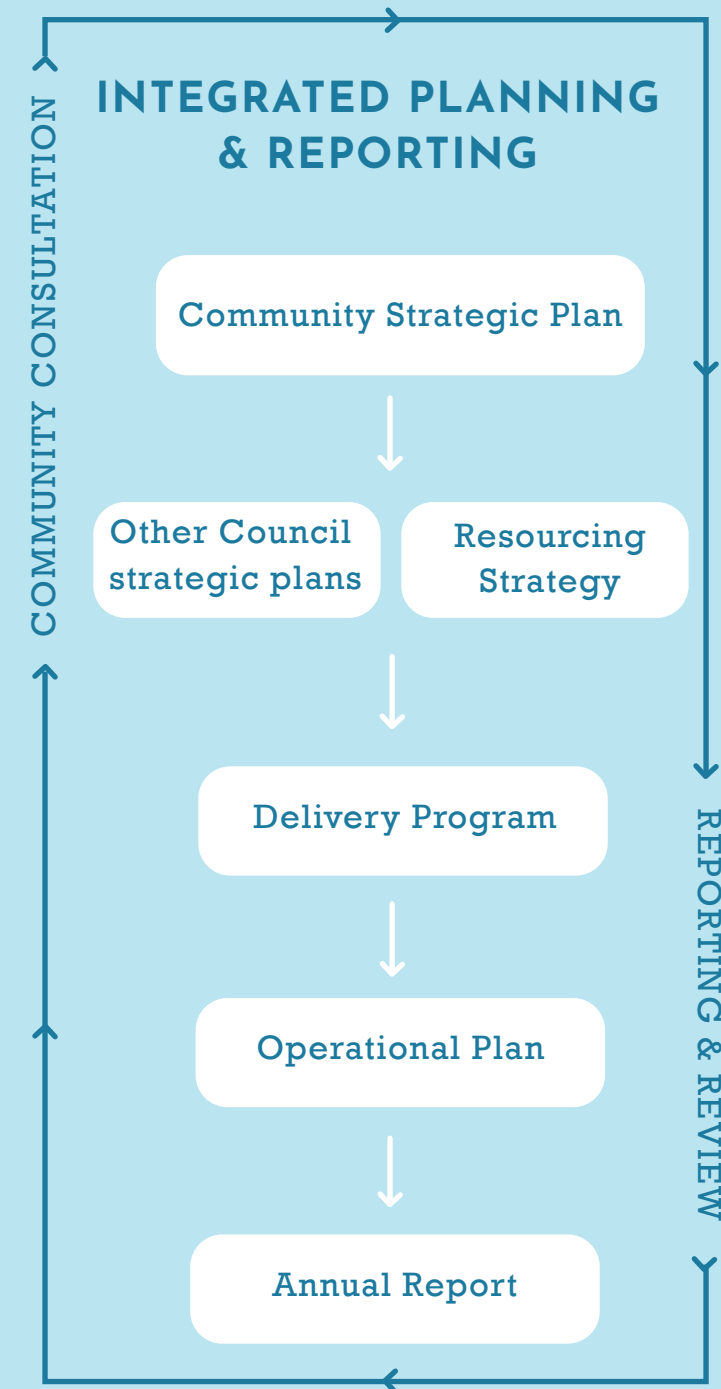 INTEGRATED PLANNING
& REPORTING
COMMUNITY CONSULTATION
Community Strategic Plan
Other Council
strategic plans
Resourcing
Strategy
Delivery Program
Operational Plan
Annual Report
REPORTING & REVIEW